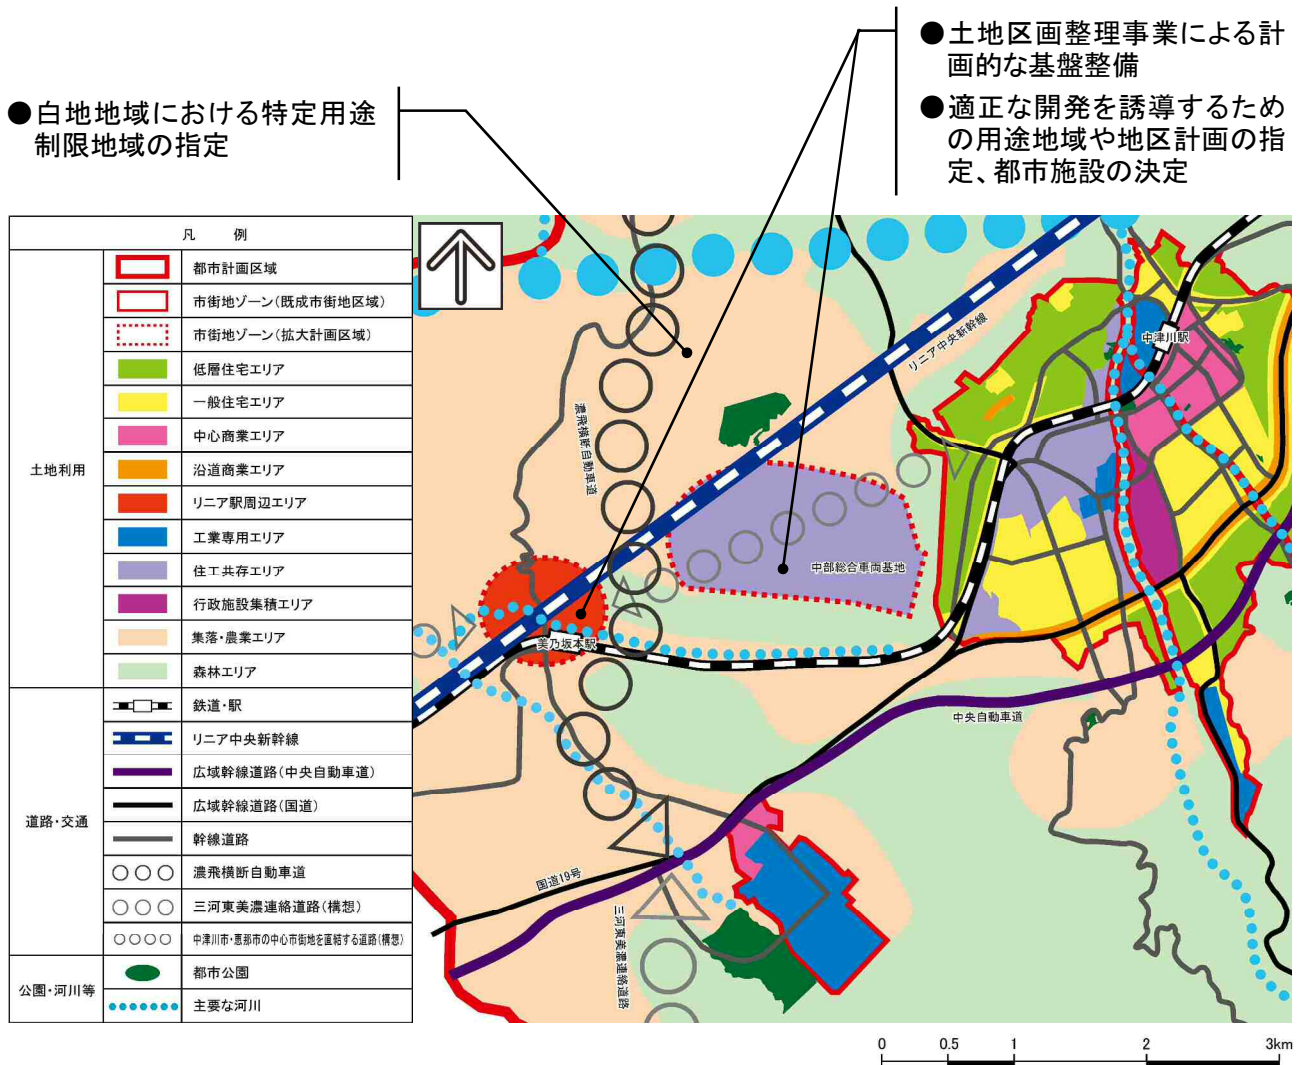 ●土地区画整理事業による計
画的な基盤整備
●適正な開発を誘導するため
の用途地域や地区計画の指
定、都市施設の決定
●白地地域における特定用途
制限地域の指定
凡 例
土地利用
都市計画区域
市街地ゾーン(既成市街地区域)
市街地ゾーン(拡大計画区域)
低層住宅エリア
一般住宅エリア
中心商業エリア
沿道商業エリア
リニア駅周辺エリア
工業専用エリア
住工共存エリア
行政施設集積エリア
集落・農業エリア
森林エリア
道路・交通
鉄道・駅
リニア中央新幹線
広域幹線道路(中央自動車道)
広域幹線道路(国道)
幹線道路
濃飛横断自動車道
三河東美濃連絡道路(構想)
中津川市・恵那市の中心市街地を直結する道路(構想)
公園・河川等
都市公園
主要な河川
リニア中央新幹線
中津川駅
濃飛横断自動車道
中部総合車両基地
美乃坂本駅
中央自動車道
国道19号
三河東美濃連絡道路
0 0.5 1 2 3km